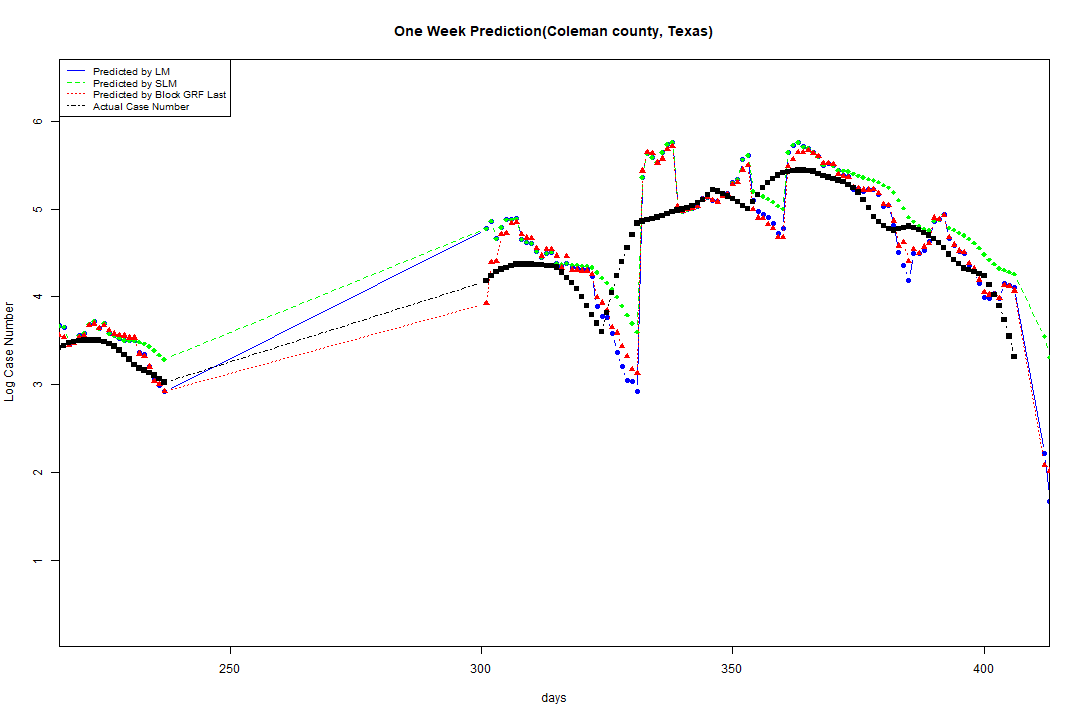 One Week Prediction(Coleman county, Texas)
Predicted by LM
Predicted by SLM
Predicted by Block GRF Last
Actual Case Number
6
5
4
3
2
1
Log Case Number
250 300 350 400
days